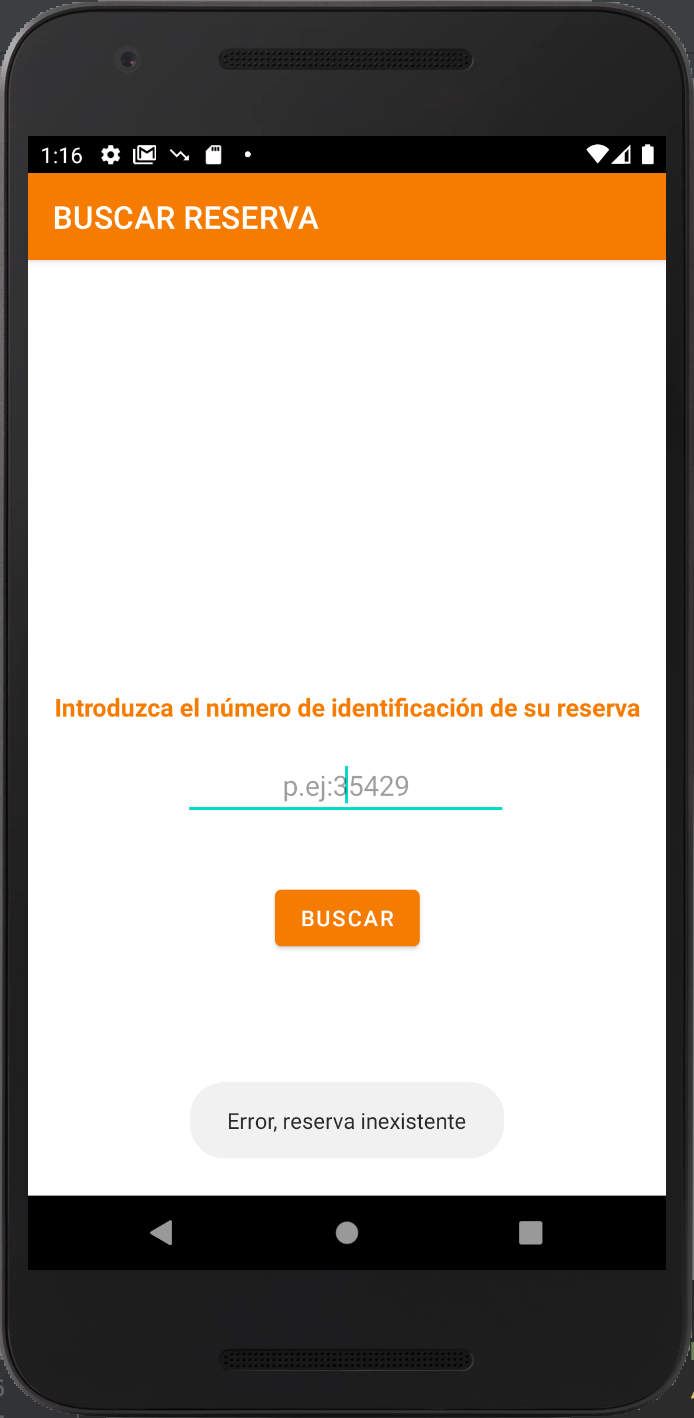 1:16
BUSCAR RESERVA
Introduzca el número de identificación de su reserva
p.ej:35429
BUSCAR
Error, reserva inexistente